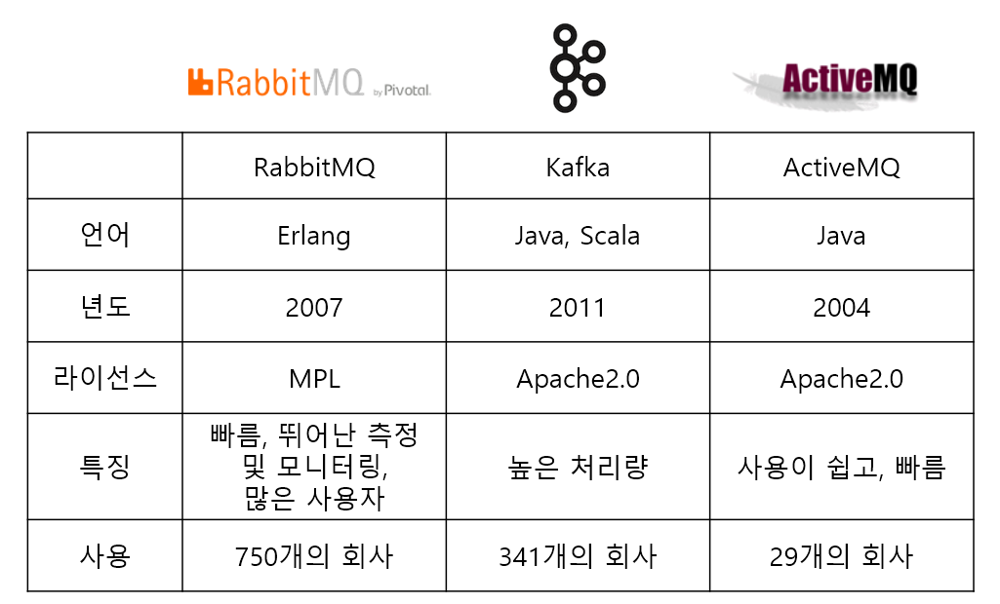 RabbitMQ by Pivotal.
ActiveMQ
RabbitMQ Kafka ActiveMQ
언어 Erlang Java, Scala Java
년도 2007 2011 2004
라이선스 MPL Apache2.0 Apache2.0
빠름, 뛰어난 측정
특징 및 모니터링, 높은 처리량 사용이 쉽고, 빠름
많은 사용자
사용 750개의 회사 341개의 회사 29개의 회사